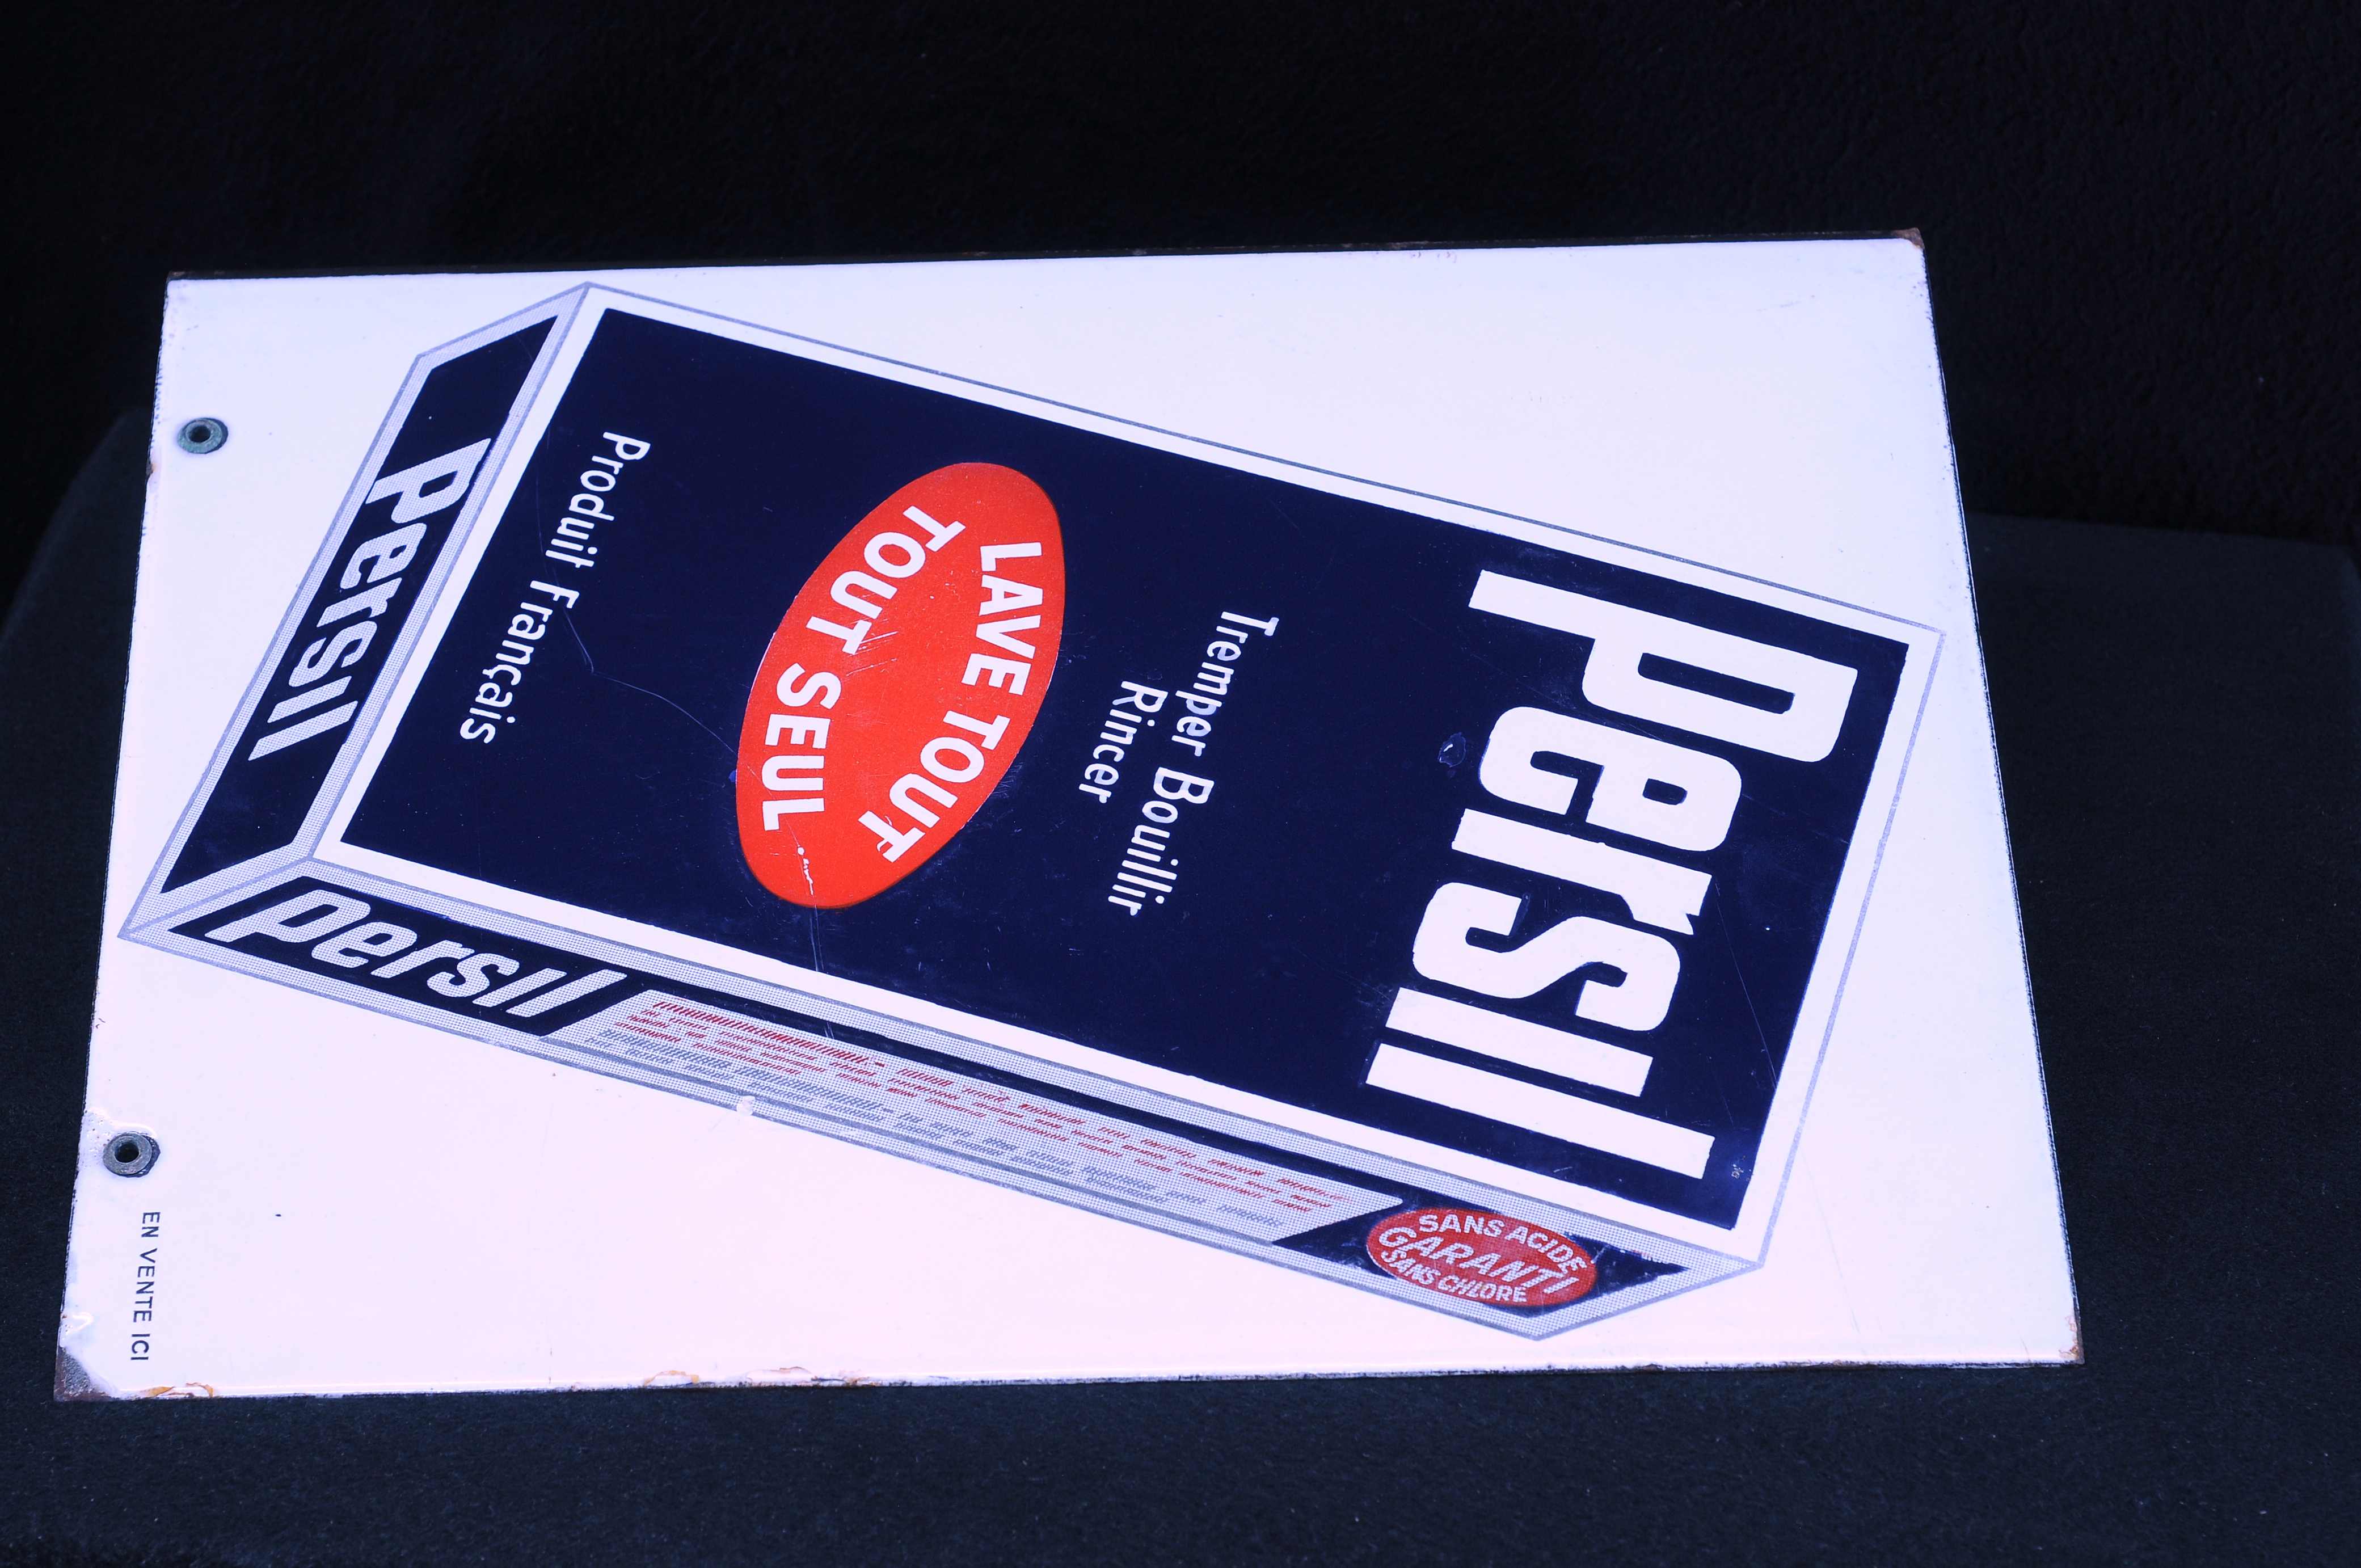 Persil
Tremper Bouillir
Rincer
LAVE TOUT
TOUT SEUL
Produit Français
Persil
Persil
SANS ACIDE
GARANTI
SANS CHLORE
EN VENTE ICI